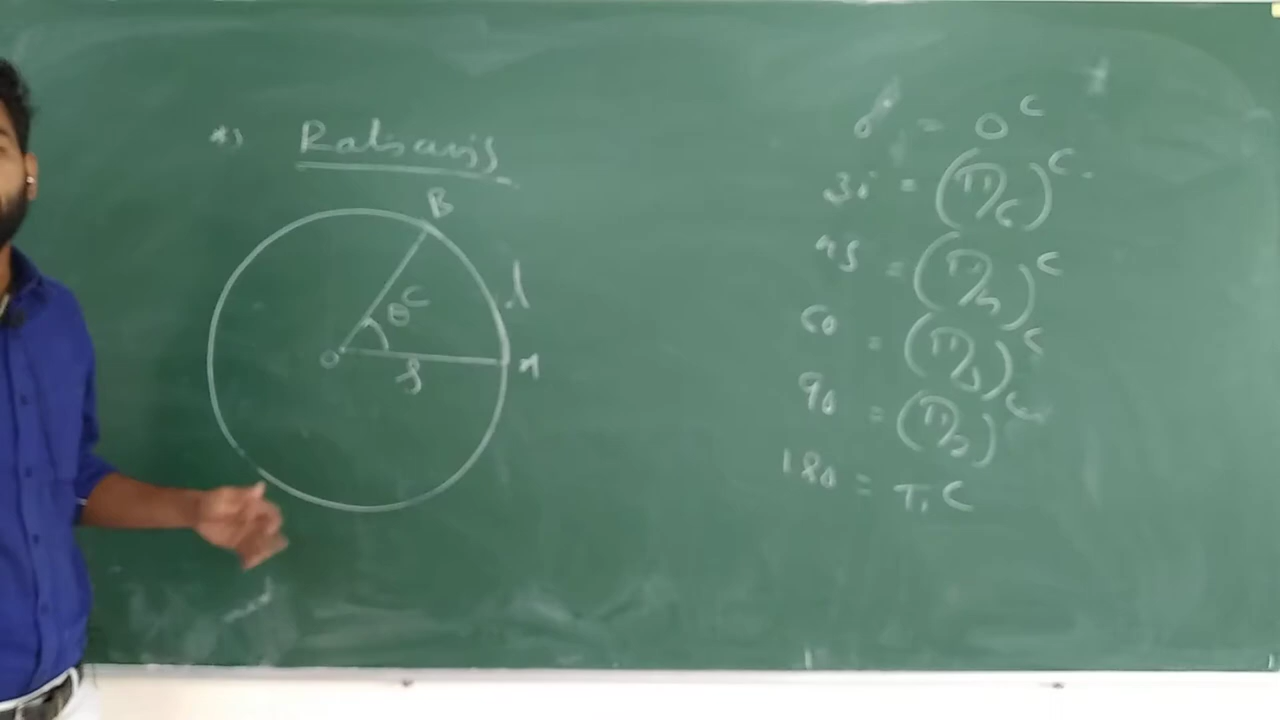 *) Radians
B
θᶜ
l
O
r
A
0° = 0ᶜ
30 = (π/6)ᶜ
45 = (π/4)ᶜ
60 = (π/3)ᶜ
90 = (π/2)ᶜ
180 = πᶜ